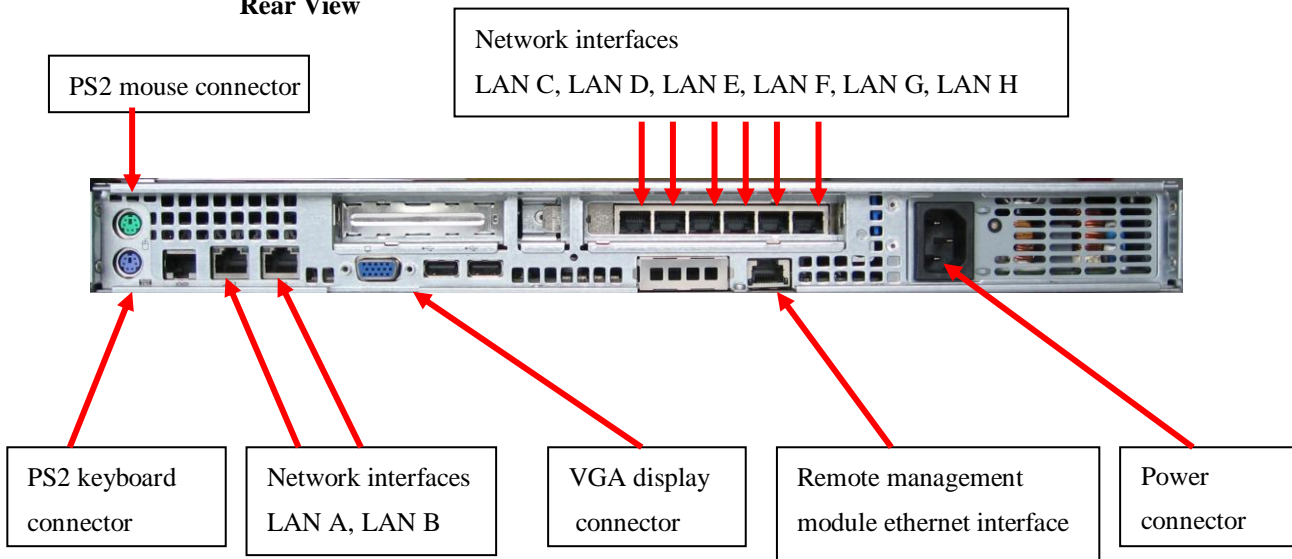 Rear View
Network interfaces
LAN C, LAN D, LAN E, LAN F, LAN G, LAN H
PS2 mouse connector
PS2 keyboard
connector
Network interfaces
LAN A, LAN B
VGA display
connector
Remote management
module ethernet interface
Power
connector